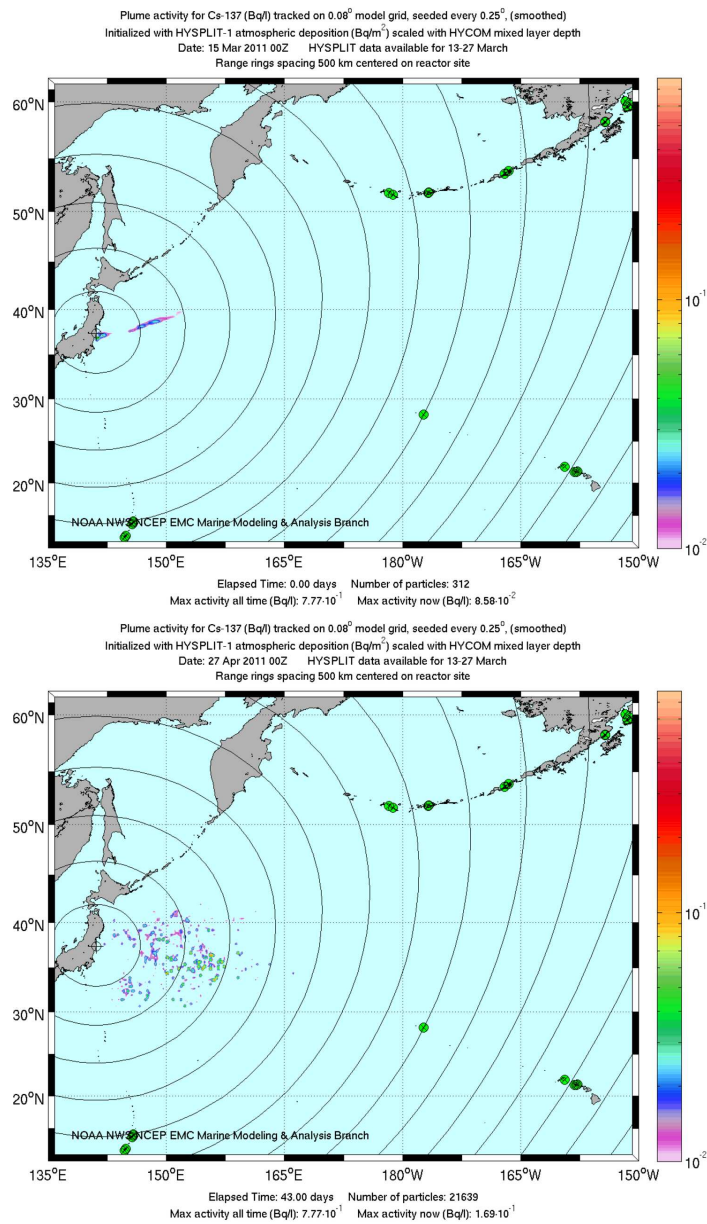 Plume activity for Cs-137 (Bq/l) tracked on 0.08° model grid, seeded every 0.25°, (smoothed)
Initialized with HYSPLIT-1 atmospheric deposition (Bq/m²) scaled with HYCOM mixed layer depth
Date: 15 Mar 2011 00Z HYSPLIT data available for 13-27 March
Range rings spacing 500 km centered on reactor site
60°N
50°N
40°N
30°N
20°N
10⁻¹
10⁻²
NOAA NWS NCEP EMC Marine Modeling & Analysis Branch
135°E 150°E 165°E 180°W 165°W 150°W
Elapsed Time: 0.00 days Number of particles: 312
Max activity all time (Bq/l): 7.77·10⁻¹ Max activity now (Bq/l): 8.58·10⁻²
Plume activity for Cs-137 (Bq/l) tracked on 0.08° model grid, seeded every 0.25°, (smoothed)
Initialized with HYSPLIT-1 atmospheric deposition (Bq/m²) scaled with HYCOM mixed layer depth
Date: 27 Apr 2011 00Z HYSPLIT data available for 13-27 March
Range rings spacing 500 km centered on reactor site
60°N
50°N
40°N
30°N
20°N
10⁻¹
10⁻²
NOAA NWS NCEP EMC Marine Modeling & Analysis Branch
135°E 150°E 165°E 180°W 165°W 150°W
Elapsed Time: 43.00 days Number of particles: 21639
Max activity all time (Bq/l): 7.77·10⁻¹ Max activity now (Bq/l): 1.69·10⁻¹